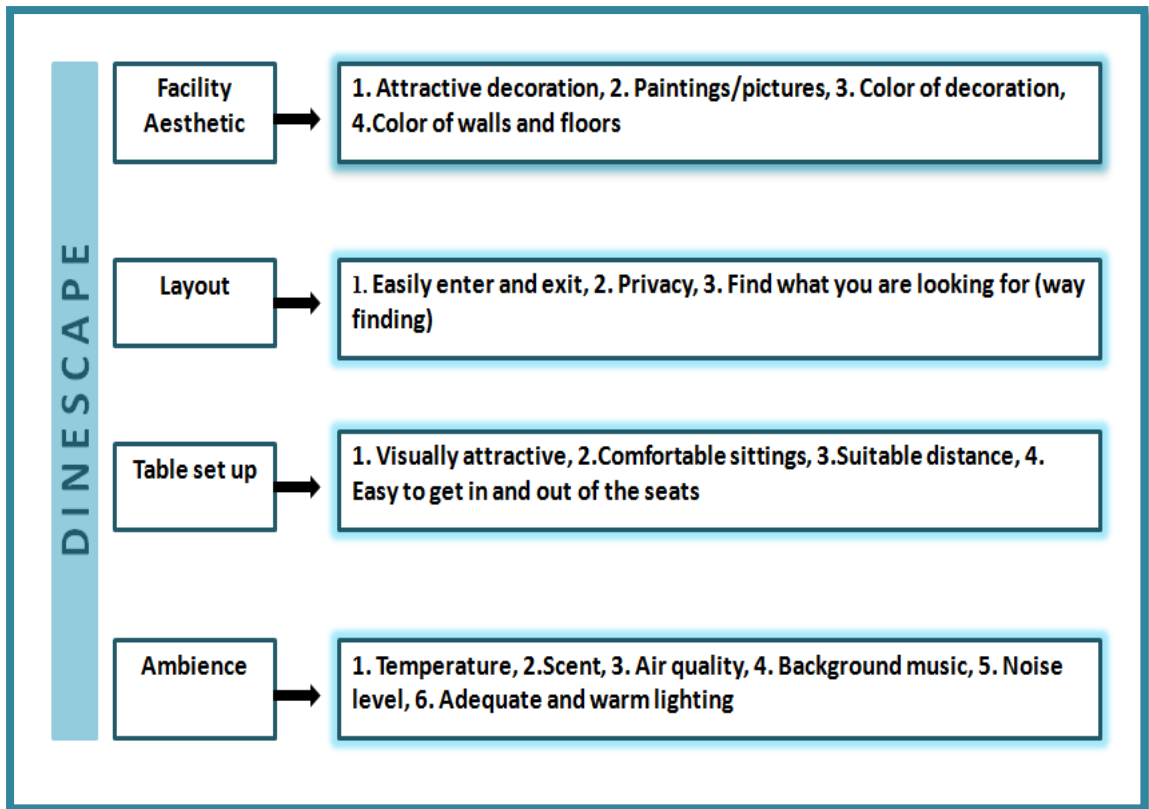 DINESCAPE
Facility
Aesthetic
1. Attractive decoration, 2. Paintings/pictures, 3. Color of decoration,
4.Color of walls and floors
Layout
1. Easily enter and exit, 2. Privacy, 3. Find what you are looking for (way
finding)
Table set up
1. Visually attractive, 2.Comfortable sittings, 3.Suitable distance, 4.
Easy to get in and out of the seats
Ambience
1. Temperature, 2.Scent, 3. Air quality, 4. Background music, 5. Noise
level, 6. Adequate and warm lighting